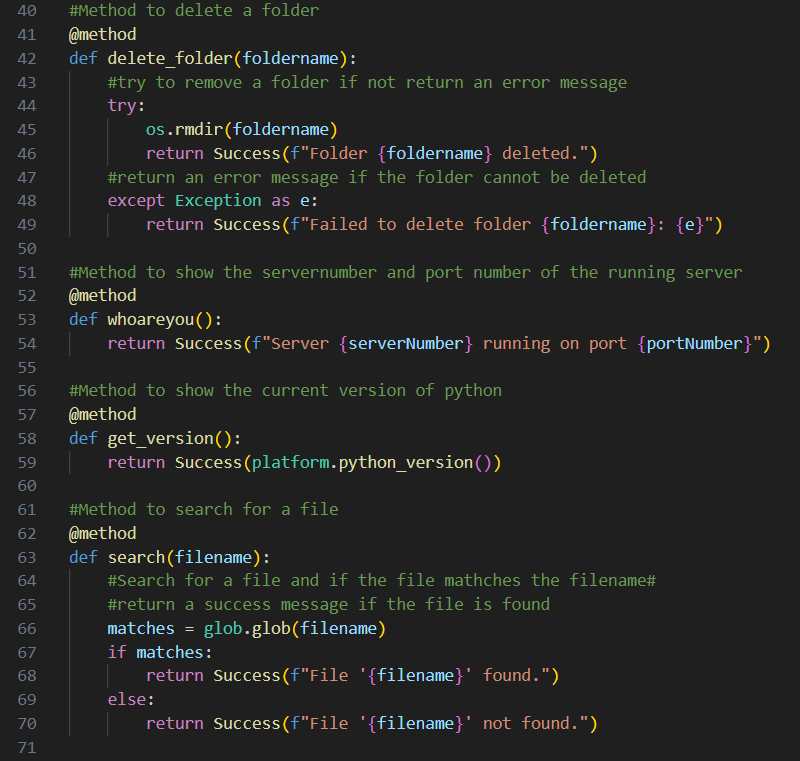 40 #Method to delete a folder
41 @method
42 def delete_folder(foldername):
43     #try to remove a folder if not return an error message
44     try:
45         os.rmdir(foldername)
46         return Success(f"Folder {foldername} deleted.")
47     #return an error message if the folder cannot be deleted
48     except Exception as e:
49         return Success(f"Failed to delete folder {foldername}: {e}")
50
51 #Method to show the servernumber and port number of the running server
52 @method
53 def whoareyou():
54     return Success(f"Server {serverNumber} running on port {portNumber}")
55
56 #Method to show the current version of python
57 @method
58 def get_version():
59     return Success(platform.python_version())
60
61 #Method to search for a file
62 @method
63 def search(filename):
64     #Search for a file and if the file mathches the filename#
65     #return a success message if the file is found
66     matches = glob.glob(filename)
67     if matches:
68         return Success(f"File '{filename}' found.")
69     else:
70         return Success(f"File '{filename}' not found.")
71